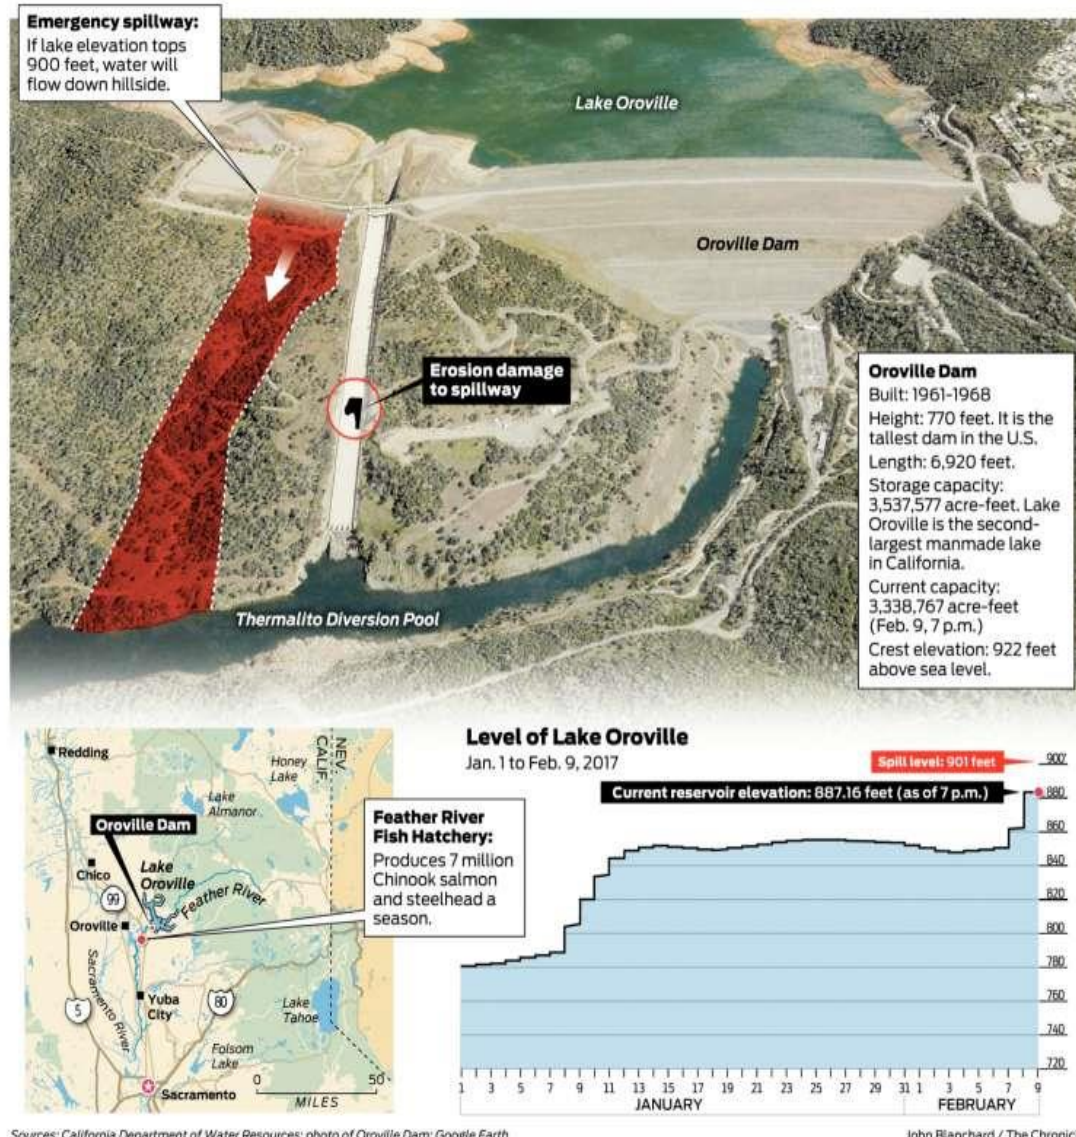 Emergency spillway:
If lake elevation tops
900 feet, water will
flow down hillside.
Lake Oroville
Oroville Dam
Erosion damage
to spillway
Thermalito Diversion Pool
Oroville Dam
Built: 1961-1968
Height: 770 feet. It is the
tallest dam in the U.S.
Length: 6,920 feet.
Storage capacity:
3,537,577 acre-feet. Lake
Oroville is the second-
largest manmade lake
in California.
Current capacity:
3,338,767 acre-feet
(Feb. 9, 7 p.m.)
Crest elevation: 922 feet
above sea level.
Redding
NEV.
CALIF.
Honey
Lake
Lake
Almanor
Oroville Dam
Chico
Lake
Oroville
99
Feather River
Oroville
Sacramento River
Yuba
City
5
80
Lake
Tahoe
Folsom
Lake
Sacramento
0 50
MILES
Feather River
Fish Hatchery:
Produces 7 million
Chinook salmon
and steelhead a
season.
Level of Lake Oroville
Jan. 1 to Feb. 9, 2017
Spill level: 901 feet
Current reservoir elevation: 887.16 feet (as of 7 p.m.)
900'
880
860
840
820
800
780
760
740
720
1 3 5 7 9 11 13 15 17 19 21 23 25 27 29 31 1 3 5 7 9
JANUARY FEBRUARY
Sources: California Department of Water Resources; photo of Oroville Dam: Google Earth
John Blanchard / The Chronicl